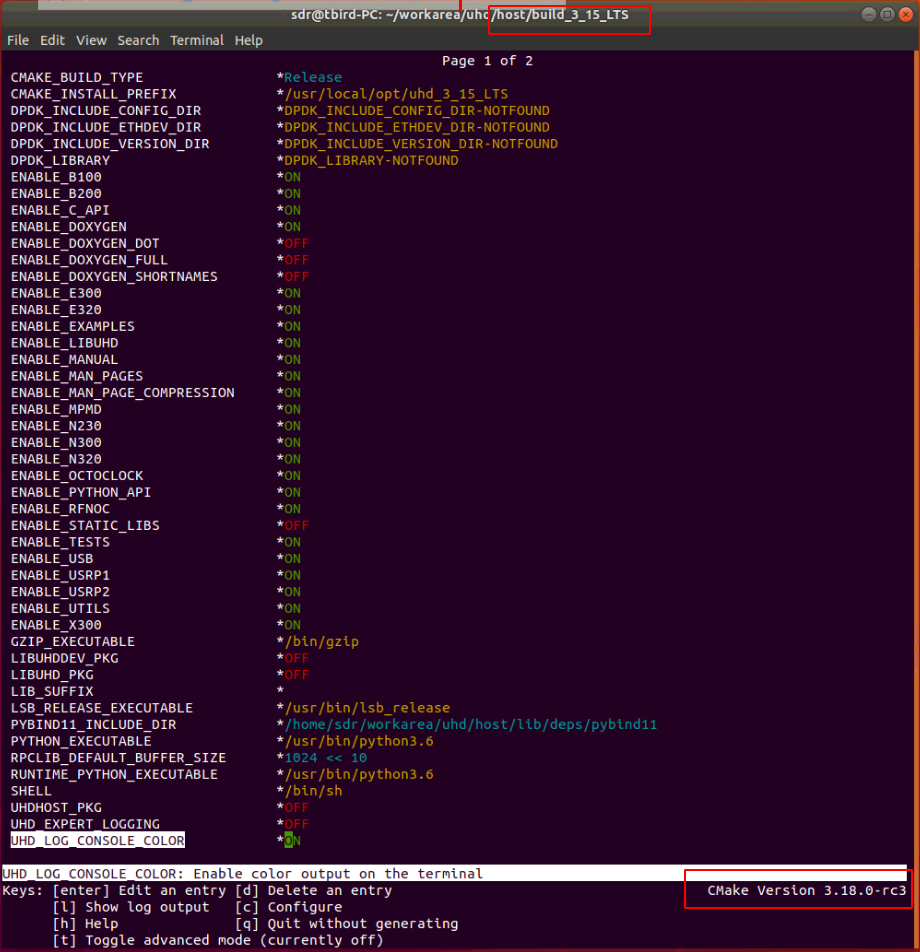 sdr@tbird-PC: ~/workarea/uhd/host/build_3_15_LTS
File Edit View Search Terminal Help
Page 1 of 2
CMAKE_BUILD_TYPE *Release
CMAKE_INSTALL_PREFIX */usr/local/opt/uhd_3_15_LTS
DPDK_INCLUDE_CONFIG_DIR *DPDK_INCLUDE_CONFIG_DIR-NOTFOUND
DPDK_INCLUDE_ETHDEV_DIR *DPDK_INCLUDE_ETHDEV_DIR-NOTFOUND
DPDK_INCLUDE_VERSION_DIR *DPDK_INCLUDE_VERSION_DIR-NOTFOUND
DPDK_LIBRARY *DPDK_LIBRARY-NOTFOUND
ENABLE_B100 *ON
ENABLE_B200 *ON
ENABLE_C_API *ON
ENABLE_DOXYGEN *ON
ENABLE_DOXYGEN_DOT *OFF
ENABLE_DOXYGEN_FULL *OFF
ENABLE_DOXYGEN_SHORTNAMES *OFF
ENABLE_E300 *ON
ENABLE_E320 *ON
ENABLE_EXAMPLES *ON
ENABLE_LIBUHD *ON
ENABLE_MANUAL *ON
ENABLE_MAN_PAGES *ON
ENABLE_MAN_PAGE_COMPRESSION *ON
ENABLE_MPMD *ON
ENABLE_N230 *ON
ENABLE_N300 *ON
ENABLE_N320 *ON
ENABLE_OCTOCLOCK *ON
ENABLE_PYTHON_API *ON
ENABLE_RFNOC *ON
ENABLE_STATIC_LIBS *OFF
ENABLE_TESTS *ON
ENABLE_USB *ON
ENABLE_USRP1 *ON
ENABLE_USRP2 *ON
ENABLE_UTILS *ON
ENABLE_X300 *ON
GZIP_EXECUTABLE */bin/gzip
LIBUHDDEV_PKG *OFF
LIBUHD_PKG *OFF
LIB_SUFFIX *
LSB_RELEASE_EXECUTABLE */usr/bin/lsb_release
PYBIND11_INCLUDE_DIR */home/sdr/workarea/uhd/host/lib/deps/pybind11
PYTHON_EXECUTABLE */usr/bin/python3.6
RPCLIB_DEFAULT_BUFFER_SIZE *1024 << 10
RUNTIME_PYTHON_EXECUTABLE */usr/bin/python3.6
SHELL */bin/sh
UHDHOST_PKG *OFF
UHD_EXPERT_LOGGING *OFF
UHD_LOG_CONSOLE_COLOR *ON
UHD_LOG_CONSOLE_COLOR: Enable color output on the terminal
Keys: [enter] Edit an entry [d] Delete an entry CMake Version 3.18.0-rc3
[l] Show log output [c] Configure
[h] Help [q] Quit without generating
[t] Toggle advanced mode (currently off)